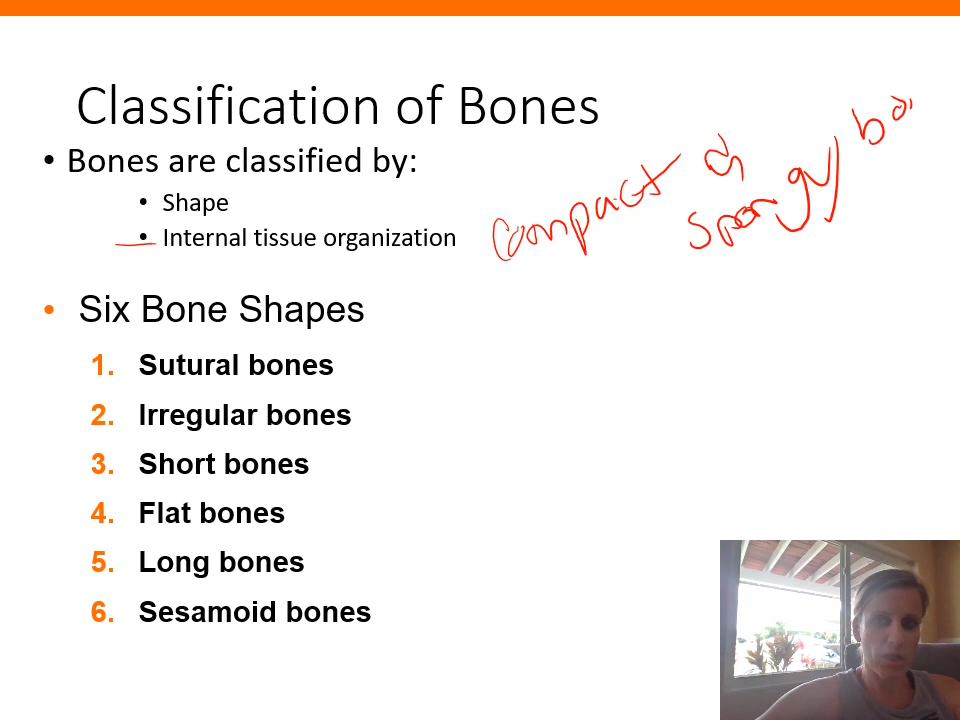 Classification of Bones
• Bones are classified by:
• Shape
• Internal tissue organization
compact & spongy bo
• Six Bone Shapes
1. Sutural bones
2. Irregular bones
3. Short bones
4. Flat bones
5. Long bones
6. Sesamoid bones